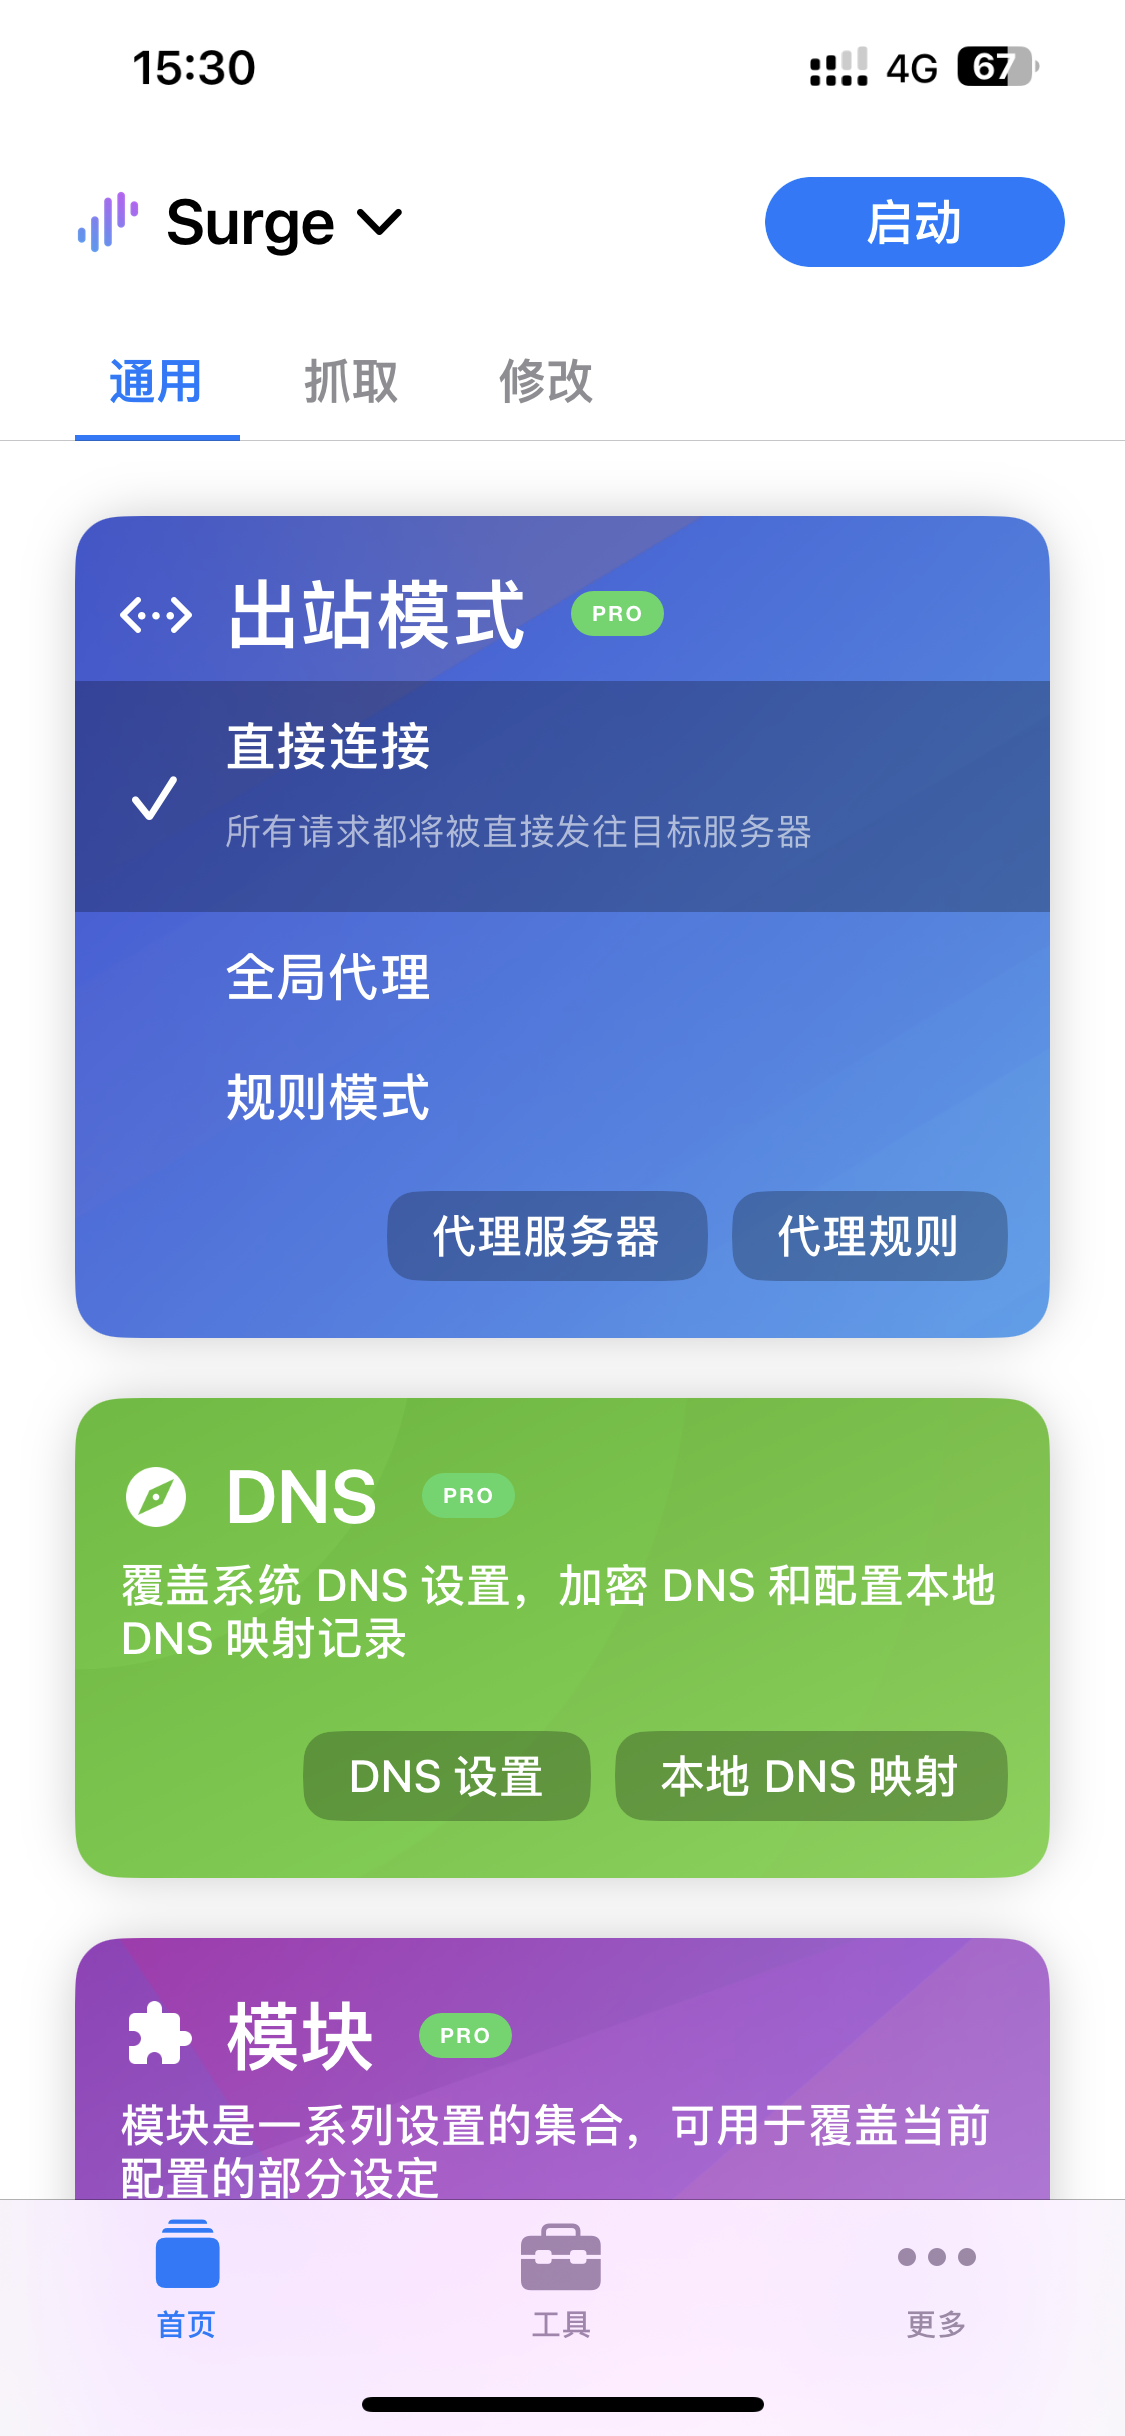 15:30
4G 67
Surge
启动
通用 抓取 修改
出站模式 PRO
直接连接
所有请求都将被直接发往目标服务器
全局代理
规则模式
代理服务器 代理规则
DNS PRO
覆盖系统 DNS 设置，加密 DNS 和配置本地
DNS 映射记录
DNS 设置 本地 DNS 映射
模块 PRO
模块是一系列设置的集合，可用于覆盖当前
配置的部分设定
首页 工具 更多